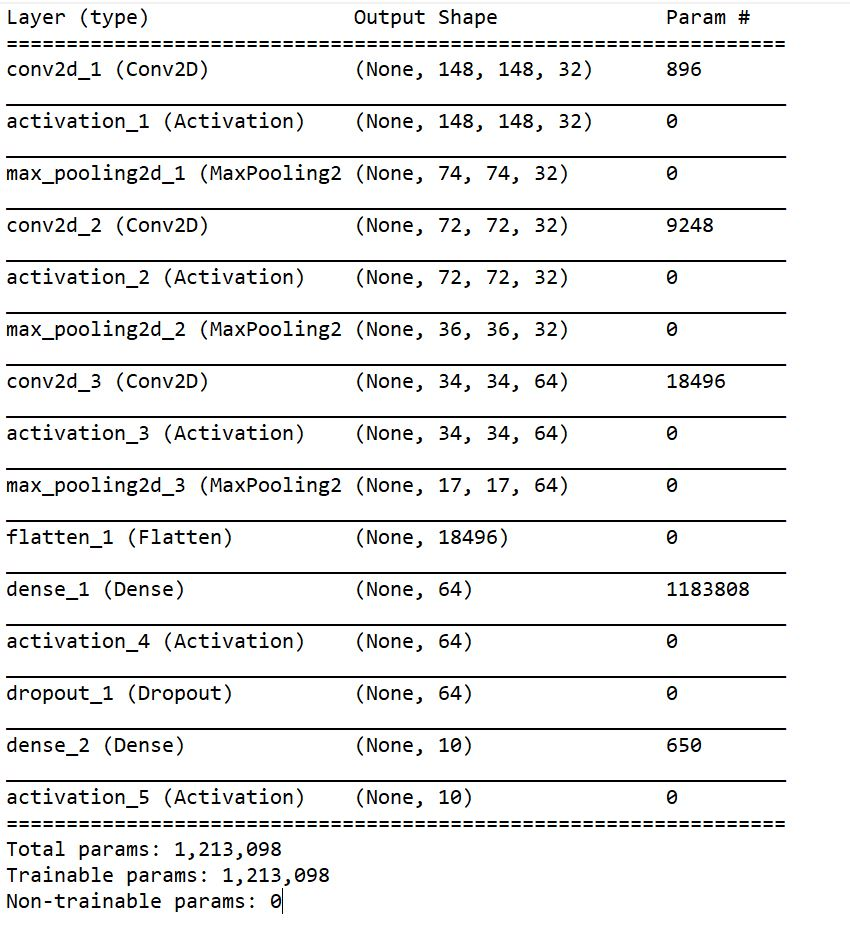 Layer (type) Output Shape Param #
=================================================================
conv2d_1 (Conv2D) (None, 148, 148, 32) 896
_________________________________________________________________
activation_1 (Activation) (None, 148, 148, 32) 0
_________________________________________________________________
max_pooling2d_1 (MaxPooling2 (None, 74, 74, 32) 0
_________________________________________________________________
conv2d_2 (Conv2D) (None, 72, 72, 32) 9248
_________________________________________________________________
activation_2 (Activation) (None, 72, 72, 32) 0
_________________________________________________________________
max_pooling2d_2 (MaxPooling2 (None, 36, 36, 32) 0
_________________________________________________________________
conv2d_3 (Conv2D) (None, 34, 34, 64) 18496
_________________________________________________________________
activation_3 (Activation) (None, 34, 34, 64) 0
_________________________________________________________________
max_pooling2d_3 (MaxPooling2 (None, 17, 17, 64) 0
_________________________________________________________________
flatten_1 (Flatten) (None, 18496) 0
_________________________________________________________________
dense_1 (Dense) (None, 64) 1183808
_________________________________________________________________
activation_4 (Activation) (None, 64) 0
_________________________________________________________________
dropout_1 (Dropout) (None, 64) 0
_________________________________________________________________
dense_2 (Dense) (None, 10) 650
_________________________________________________________________
activation_5 (Activation) (None, 10) 0
=================================================================
Total params: 1,213,098
Trainable params: 1,213,098
Non-trainable params: 0